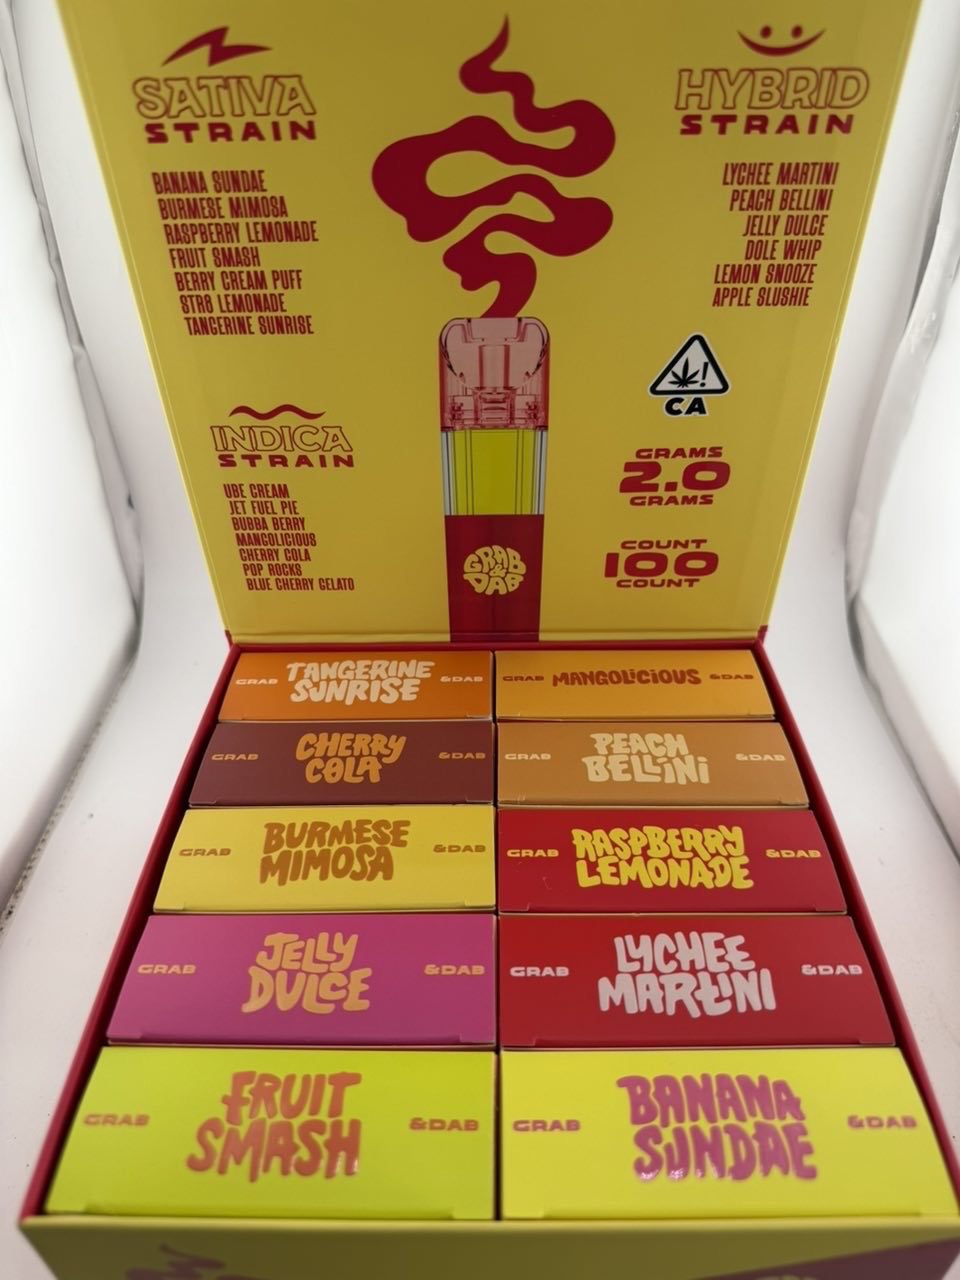 SATIVA
STRAIN
BANANA SUNDAE
BURMESE MIMOSA
RASPBERRY LEMONADE
FRUIT SMASH
BERRY CREAM PUFF
STR8 LEMONADE
TANGERINE SUNRISE
HYBRID
STRAIN
LYCHEE MARTINI
PEACH BELLINI
JELLY DULCE
DOLE WHIP
LEMON SNOOZE
APPLE SLUSHIE
!
CA
INDICA
STRAIN
UBE CREAM
JET FUEL PIE
BUBBA BERRY
MANGOLICIOUS
CHERRY COLA
POP ROCKS
BLUE CHERRY GELATO
GRAMS
2.0
GRAMS
COUNT
100
COUNT
GRAB
&
DAB
GRAB TANGERINE &DAB
SUNRISE
GRAB MANGOLICIOUS &DAB
GRAB CHERRY &DAB
COLA
GRAB PEACH &DAB
BELLINI
GRAB BURMESE &DAB
MIMOSA
GRAB RASPBERRY &DAB
LEMONADE
GRAB JELLY &DAB
DULCE
GRAB LYCHEE &DAB
MARTINI
GRAB FRUIT &DAB
SMASH
GRAB BANANA &DAB
SUNDAE